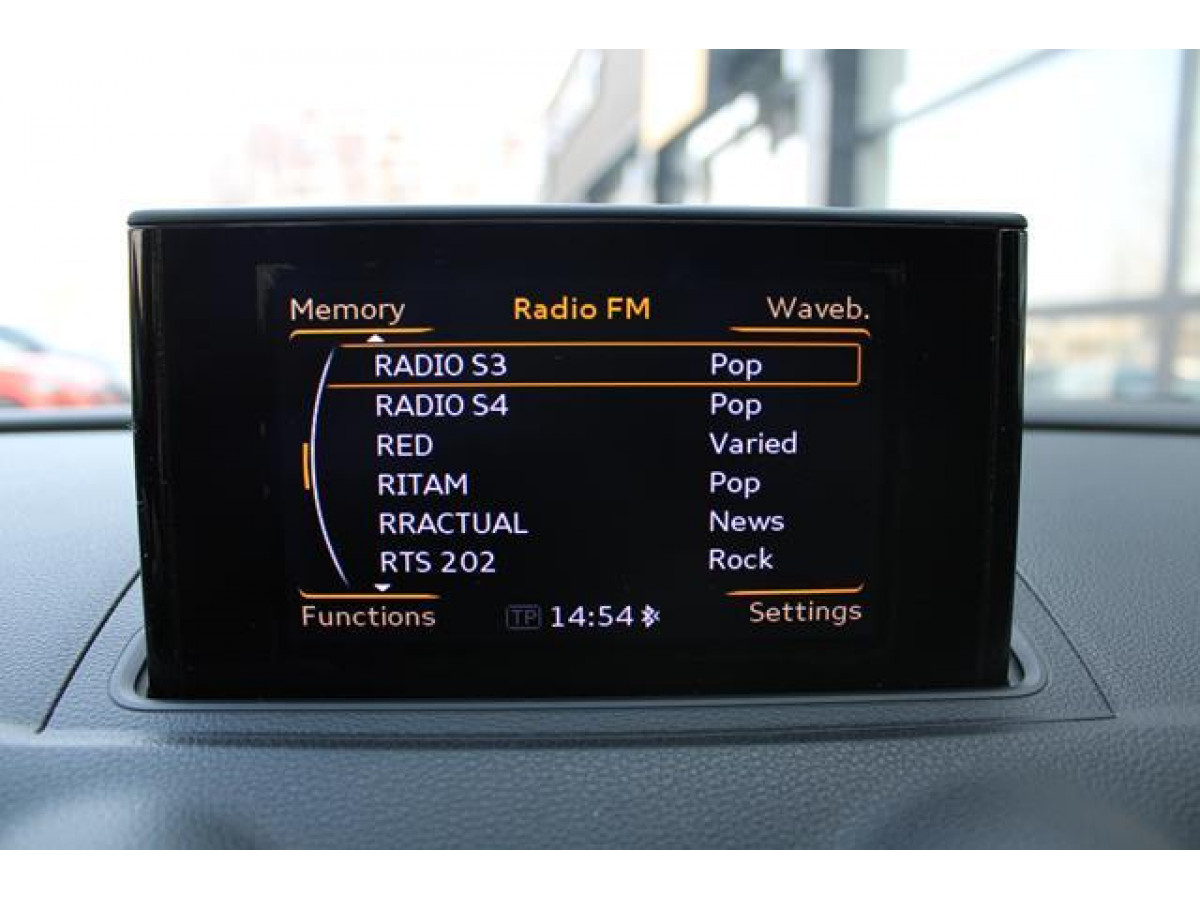 Memory Radio FM Waveb.
RADIO S3 Pop
RADIO S4 Pop
RED Varied
RITAM Pop
RRACTUAL News
RTS 202 Rock
Functions TP 14:54 Settings